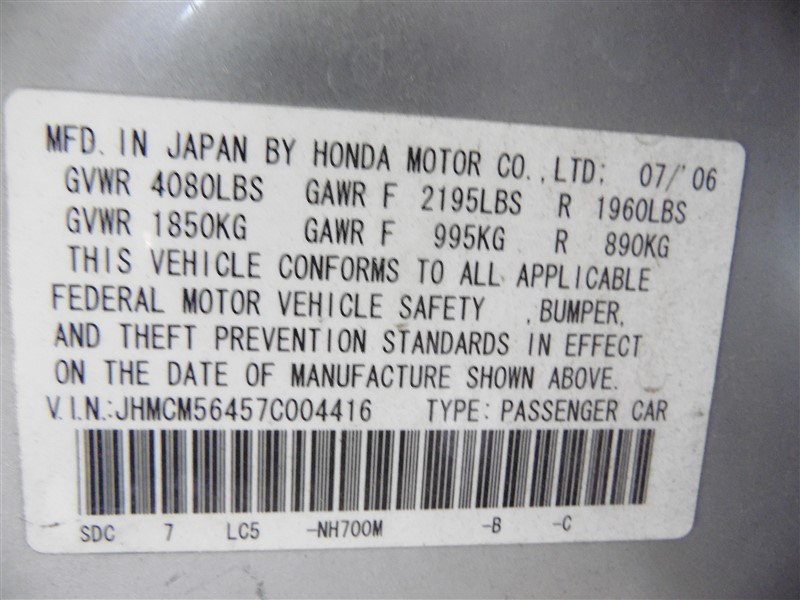 MFD. IN JAPAN BY HONDA MOTOR CO., LTD: 07/'06
GVWR 4080LBS GAWR F 2195LBS R 1960LBS
GVWR 1850KG GAWR F 995KG R 890KG
THIS VEHICLE CONFORMS TO ALL APPLICABLE
FEDERAL MOTOR VEHICLE SAFETY , BUMPER,
AND THEFT PREVENTION STANDARDS IN EFFECT
ON THE DATE OF MANUFACTURE SHOWN ABOVE.
V.I.N.:JHMCM56457C004416 TYPE: PASSENGER CAR
SDC 7 LC5 -NH700M -B -C